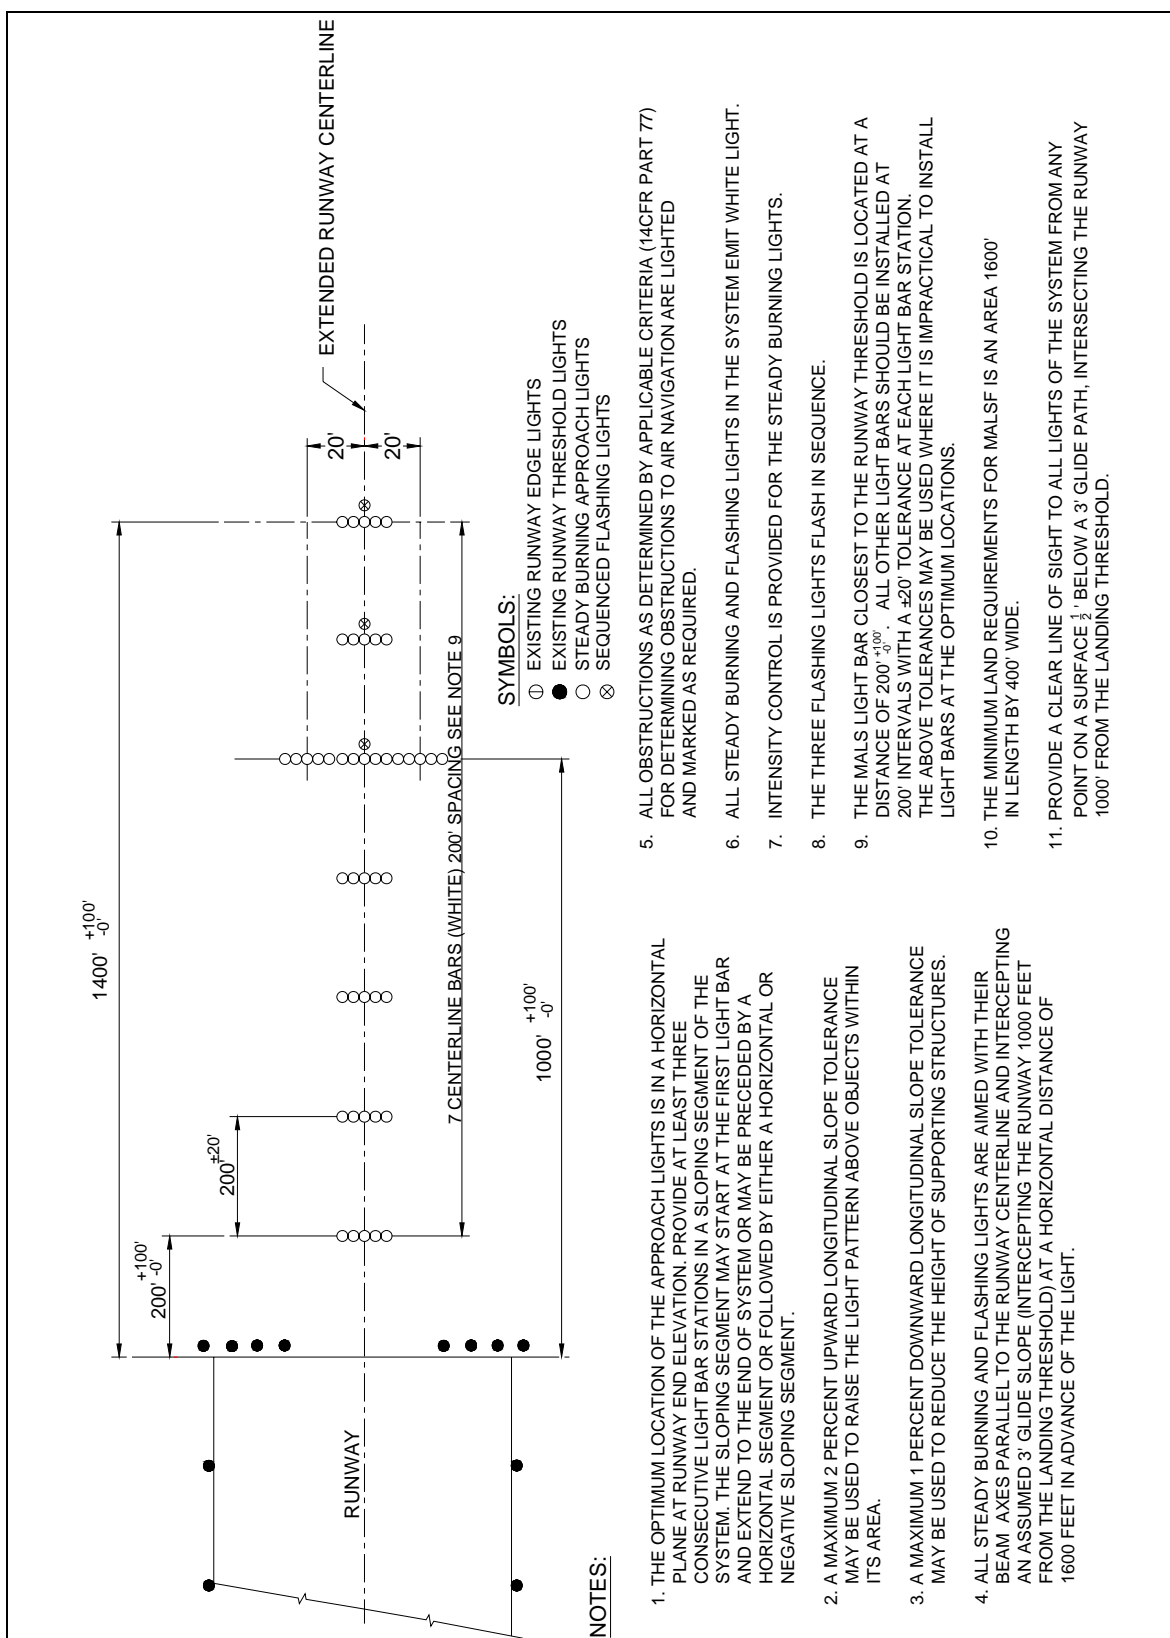 EXTENDED RUNWAY CENTERLINE
1400' +100' -0'
20'
20'
200' +100' -0'
200' ±20'
7 CENTERLINE BARS (WHITE) 200' SPACING SEE NOTE 9
1000' +100' -0'
RUNWAY
SYMBOLS:
EXISTING RUNWAY EDGE LIGHTS
EXISTING RUNWAY THRESHOLD LIGHTS
STEADY BURNING APPROACH LIGHTS
SEQUENCED FLASHING LIGHTS
NOTES:
1. THE OPTIMUM LOCATION OF THE APPROACH LIGHTS IS IN A HORIZONTAL
PLANE AT RUNWAY END ELEVATION. PROVIDE AT LEAST THREE
CONSECUTIVE LIGHT BAR STATIONS IN A SLOPING SEGMENT OF THE
SYSTEM. THE SLOPING SEGMENT MAY START AT THE FIRST LIGHT BAR
AND EXTEND TO THE END OF SYSTEM OR MAY BE PRECEDED BY A
HORIZONTAL SEGMENT OR FOLLOWED BY EITHER A HORIZONTAL OR
NEGATIVE SLOPING SEGMENT.
2. A MAXIMUM 2 PERCENT UPWARD LONGITUDINAL SLOPE TOLERANCE
MAY BE USED TO RAISE THE LIGHT PATTERN ABOVE OBJECTS WITHIN
ITS AREA.
3. A MAXIMUM 1 PERCENT DOWNWARD LONGITUDINAL SLOPE TOLERANCE
MAY BE USED TO REDUCE THE HEIGHT OF SUPPORTING STRUCTURES.
4. ALL STEADY BURNING AND FLASHING LIGHTS ARE AIMED WITH THEIR
BEAM AXES PARALLEL TO THE RUNWAY CENTERLINE AND INTERCEPTING
AN ASSUMED 3' GLIDE SLOPE (INTERCEPTING THE RUNWAY 1000 FEET
FROM THE LANDING THRESHOLD) AT A HORIZONTAL DISTANCE OF
1600 FEET IN ADVANCE OF THE LIGHT.
5. ALL OBSTRUCTIONS AS DETERMINED BY APPLICABLE CRITERIA (14CFR PART 77)
FOR DETERMINING OBSTRUCTIONS TO AIR NAVIGATION ARE LIGHTED
AND MARKED AS REQUIRED.
6. ALL STEADY BURNING AND FLASHING LIGHTS IN THE SYSTEM EMIT WHITE LIGHT.
7. INTENSITY CONTROL IS PROVIDED FOR THE STEADY BURNING LIGHTS.
8. THE THREE FLASHING LIGHTS FLASH IN SEQUENCE.
9. THE MALS LIGHT BAR CLOSEST TO THE RUNWAY THRESHOLD IS LOCATED AT A
DISTANCE OF 200' +100' -0' . ALL OTHER LIGHT BARS SHOULD BE INSTALLED AT
200' INTERVALS WITH A ±20' TOLERANCE AT EACH LIGHT BAR STATION.
THE ABOVE TOLERANCES MAY BE USED WHERE IT IS IMPRACTICAL TO INSTALL
LIGHT BARS AT THE OPTIMUM LOCATIONS.
10. THE MINIMUM LAND REQUIREMENTS FOR MALSF IS AN AREA 1600'
IN LENGTH BY 400' WIDE.
11. PROVIDE A CLEAR LINE OF SIGHT TO ALL LIGHTS OF THE SYSTEM FROM ANY
POINT ON A SURFACE 1/2 ' BELOW A 3' GLIDE PATH, INTERSECTING THE RUNWAY
1000' FROM THE LANDING THRESHOLD.